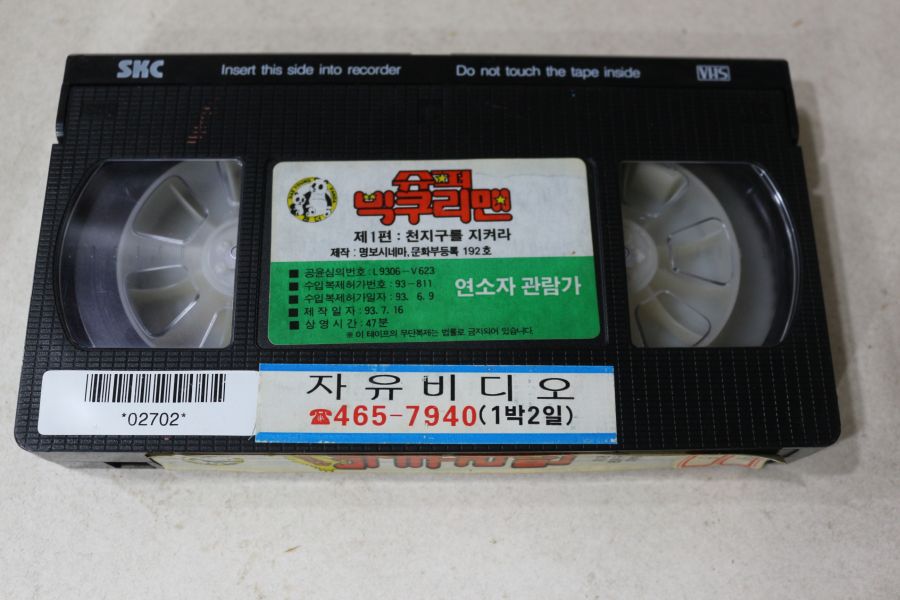 SKC Insert this side into recorder Do not touch the tape inside VHS
슈퍼
빅쿠리맨
제1편 : 천지구를 지켜라
제작 : 명보시네마, 문화부등록 192호
■ 공윤심의번호 : L9306-V623
■ 수입복제허가번호 : 93-811
■ 수입복제허가일자 : 93. 6. 9
■ 제 작 일 자 : 93. 7. 16
■ 상 영 시 간 : 47분
연소자 관람가
※ 이 테이프의 무단복제는 법률로 금지되어 있습니다.
자유비디오
☎465-7940(1박2일)
*02702*